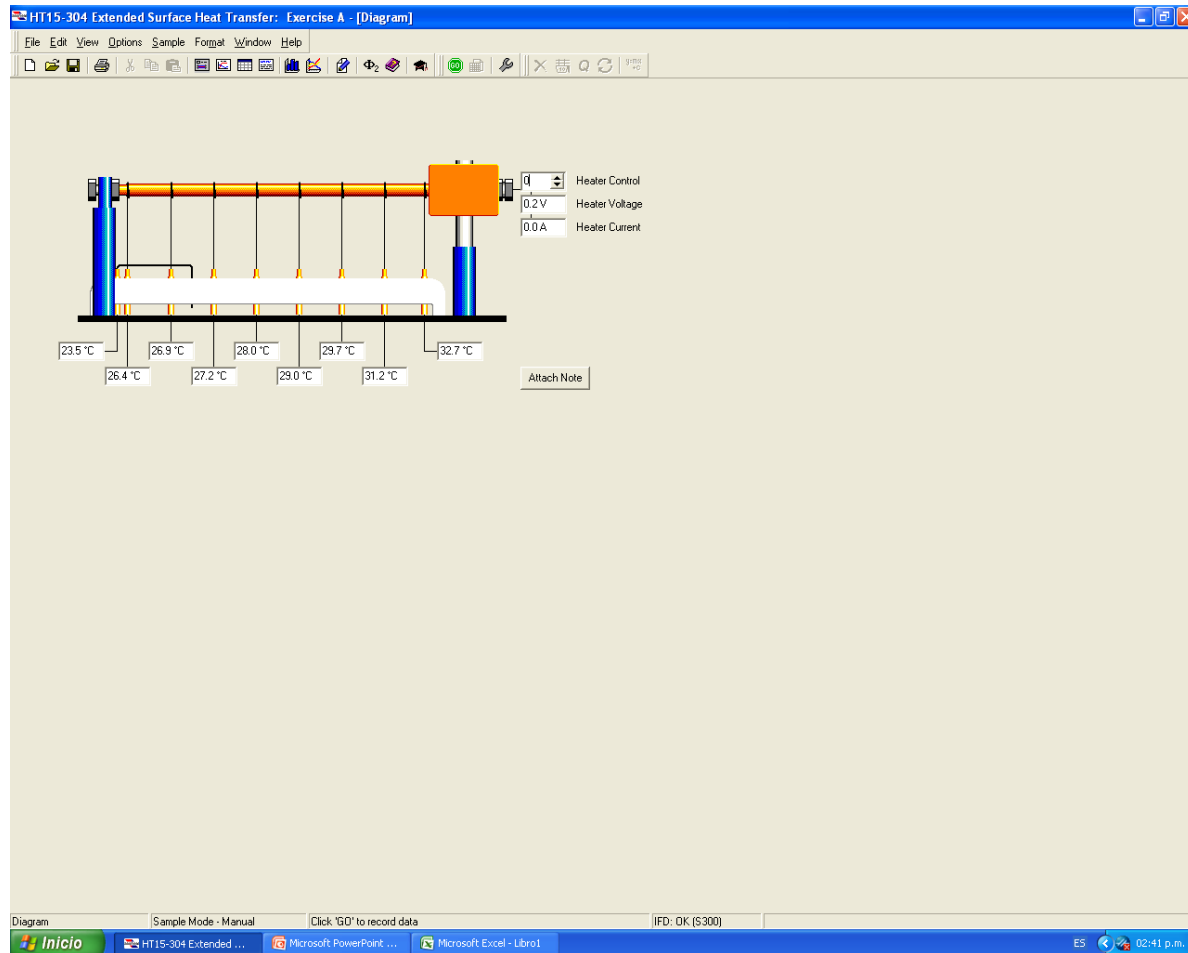 HT15-304 Extended Surface Heat Transfer: Exercise A - [Diagram]
File Edit View Options Sample Format Window Help
0 Heater Control
0.2 V Heater Voltage
0.0 A Heater Current
23.5 °C 26.9 °C 28.0 °C 29.7 °C 32.7 °C
26.4 °C 27.2 °C 29.0 °C 31.2 °C Attach Note
Diagram Sample Mode - Manual Click 'GO' to record data IFD: OK (S300)
Inicio HT15-304 Extended ... Microsoft PowerPoint ... Microsoft Excel - Libro1 ES 02:41 p.m.